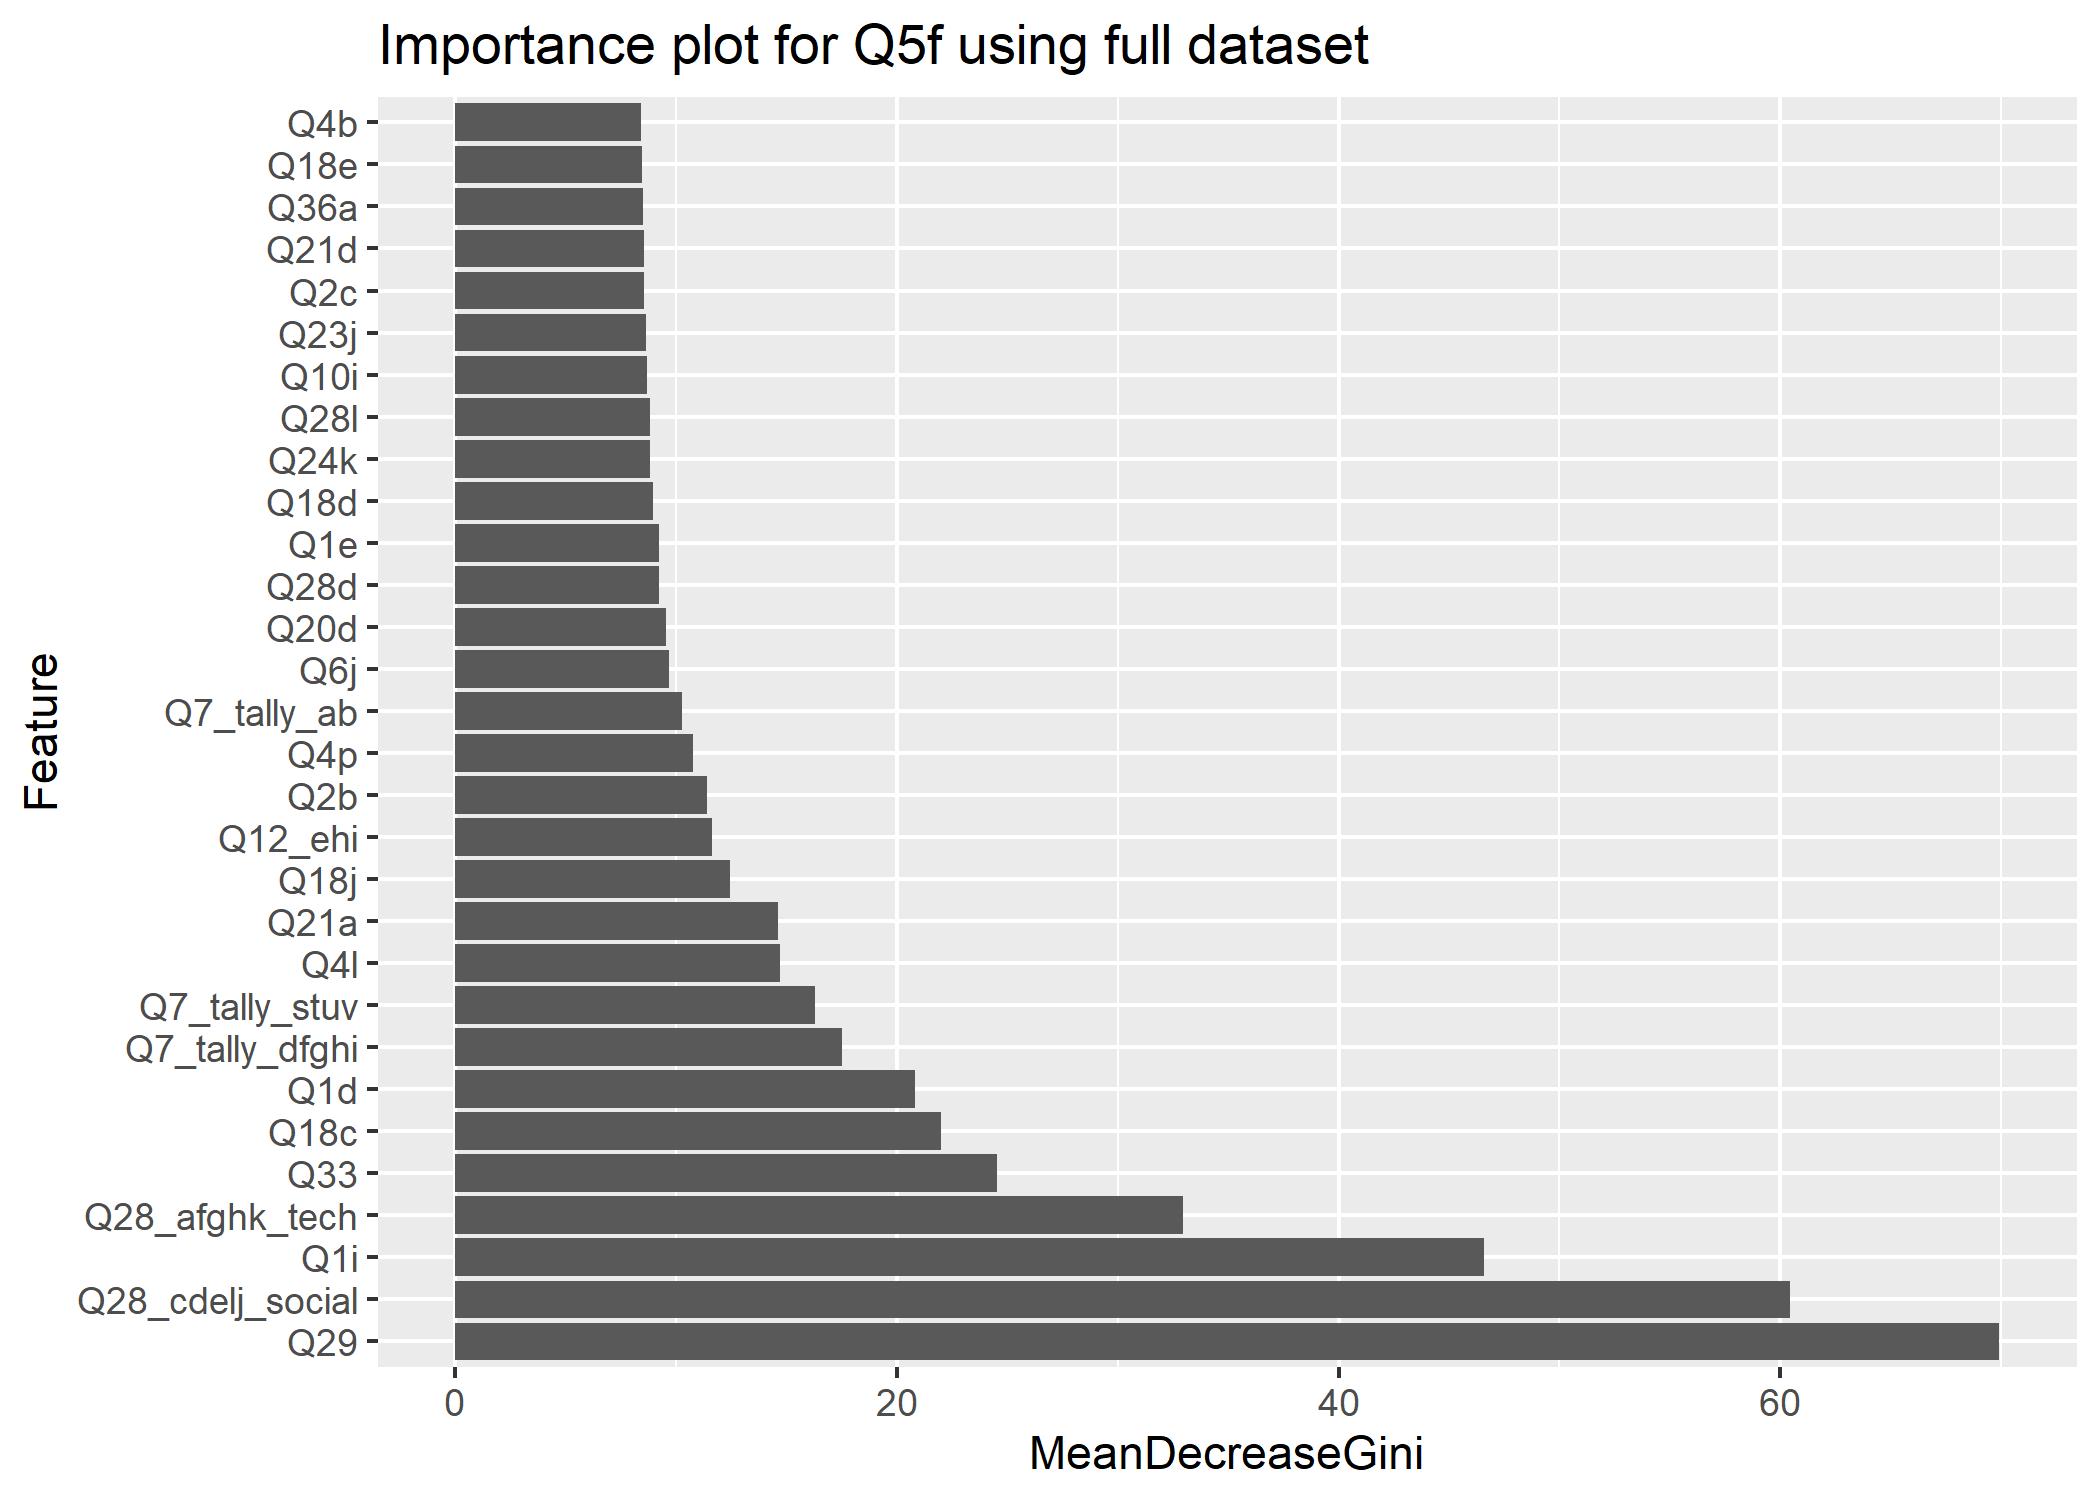 Importance plot for Q5f using full dataset
Q4b
Q18e
Q36a
Q21d
Q2c
Q23j
Q10i
Q28l
Q24k
Q18d
Q1e
Q28d
Q20d
Q6j
Q7_tally_ab
Q4p
Q2b
Q12_ehi
Q18j
Q21a
Q4l
Q7_tally_stuv
Q7_tally_dfghi
Q1d
Q18c
Q33
Q28_afghk_tech
Q1i
Q28_cdelj_social
Q29
Feature
0 20 40 60
MeanDecreaseGini